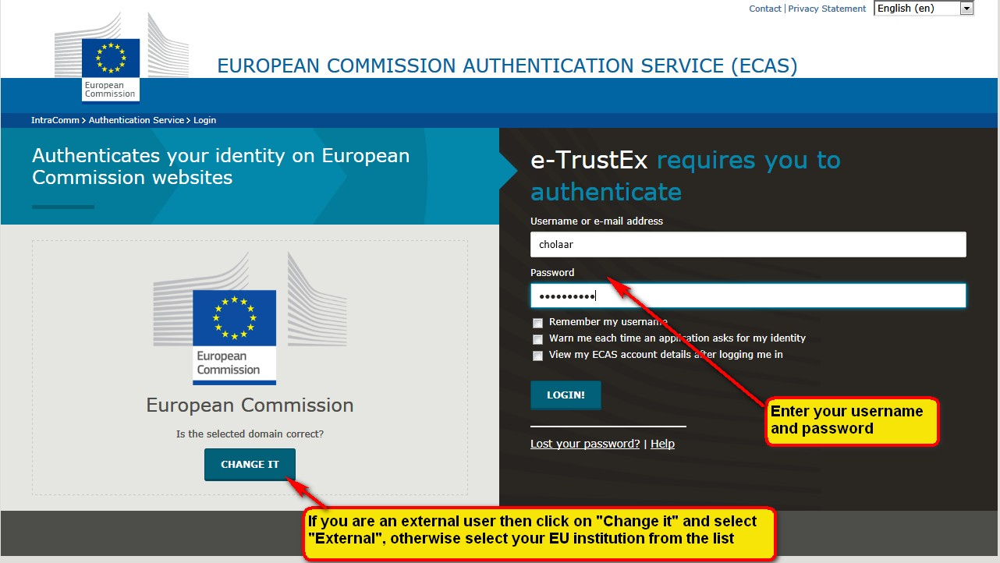 Contact | Privacy Statement English (en)
European
Commission
EUROPEAN COMMISSION AUTHENTICATION SERVICE (ECAS)
IntraComm > Authentication Service > Login
Authenticates your identity on European
Commission websites
European
Commission
European Commission
Is the selected domain correct?
CHANGE IT
e-TrustEx requires you to
authenticate
Username or e-mail address
cholaar
Password
••••••••••
Remember my username
Warn me each time an application asks for my identity
View my ECAS account details after logging me in
LOGIN!
Lost your password? | Help
Enter your username
and password
If you are an external user then click on "Change it" and select
"External", otherwise select your EU institution from the list